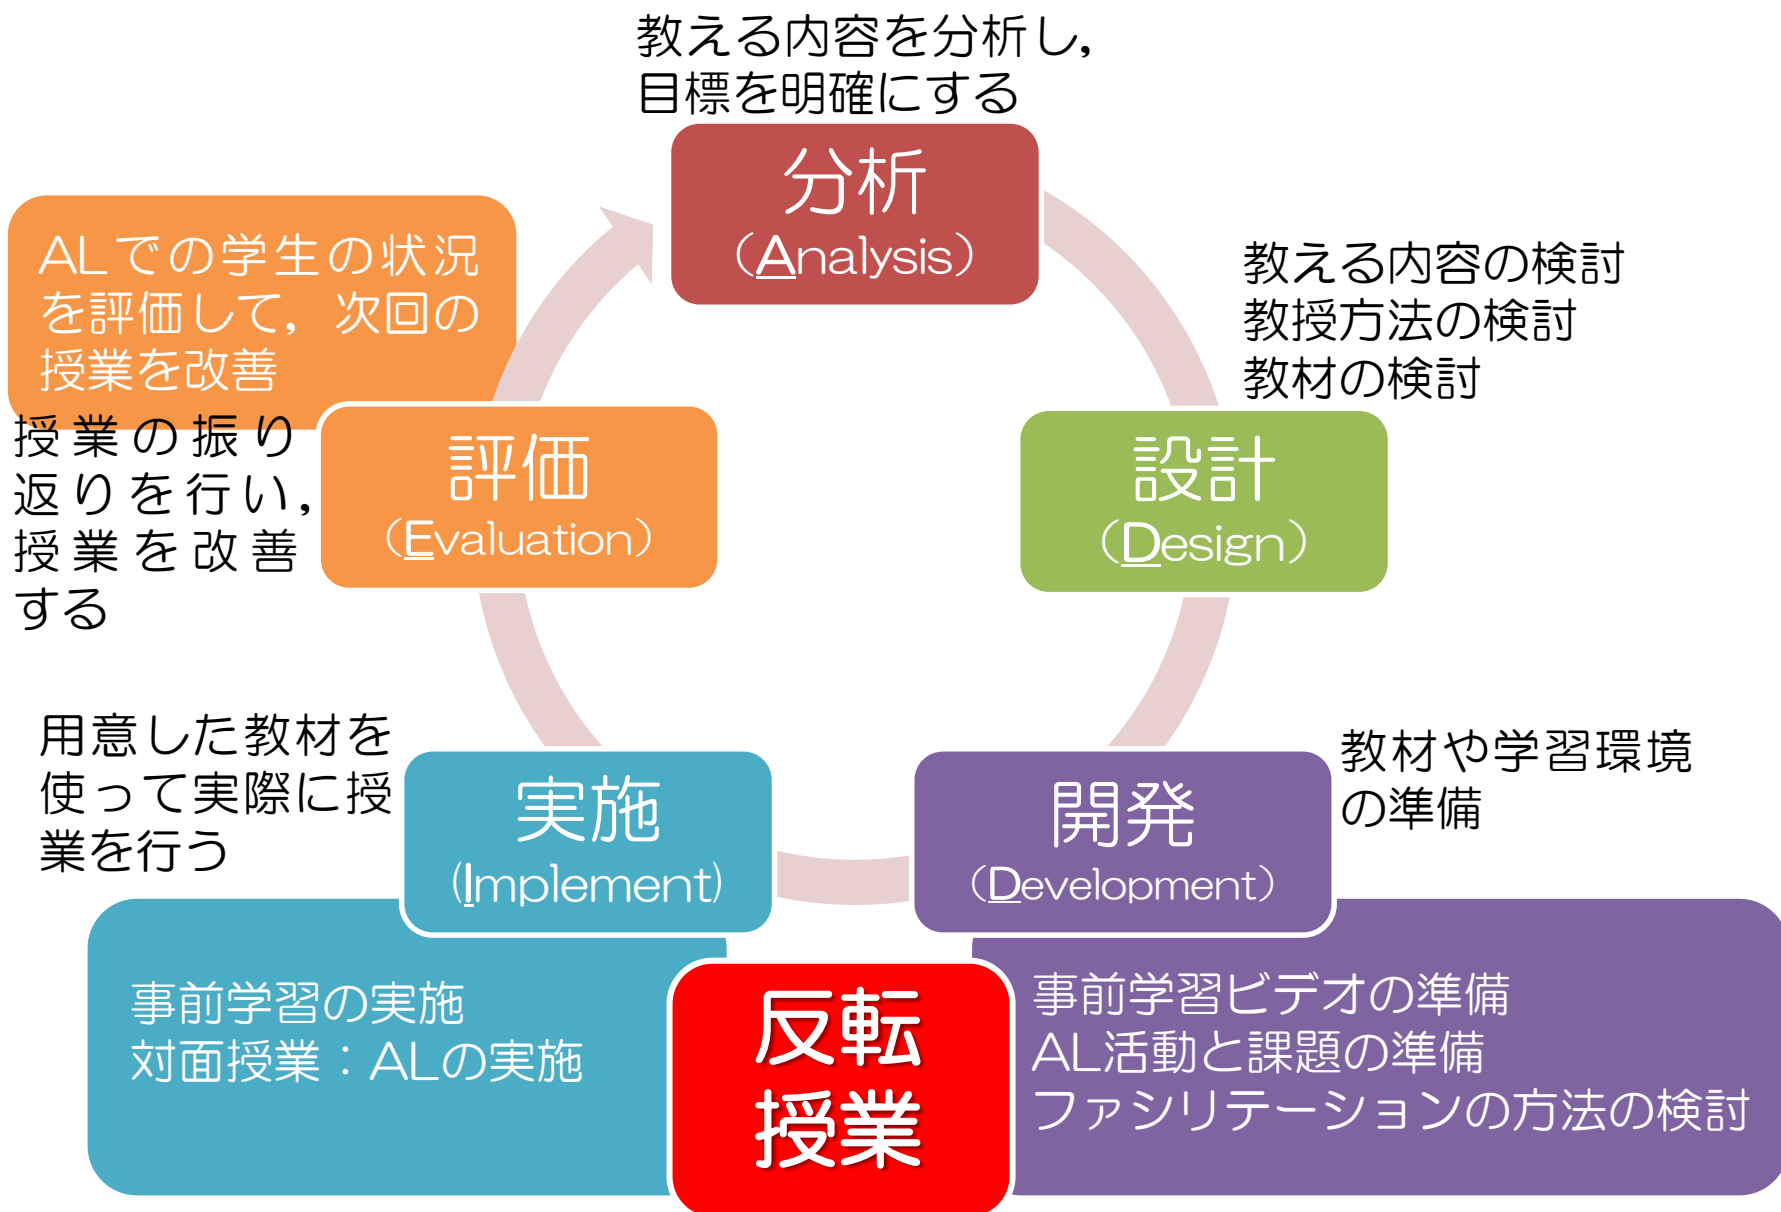 教える内容を分析し，
目標を明確にする
分析
（Analysis）
教える内容の検討
教授方法の検討
教材の検討
設計
（Design）
教材や学習環境
の準備
開発
（Development）
事前学習ビデオの準備
AL活動と課題の準備
ファシリテーションの方法の検討
反転
授業
用意した教材を
使って実際に授
業を行う
実施
(Implement)
事前学習の実施
対面授業：ALの実施
ALでの学生の状況
を評価して，次回の
授業を改善
授業の振り
返りを行い，
授業を改善
する
評価
（Evaluation）